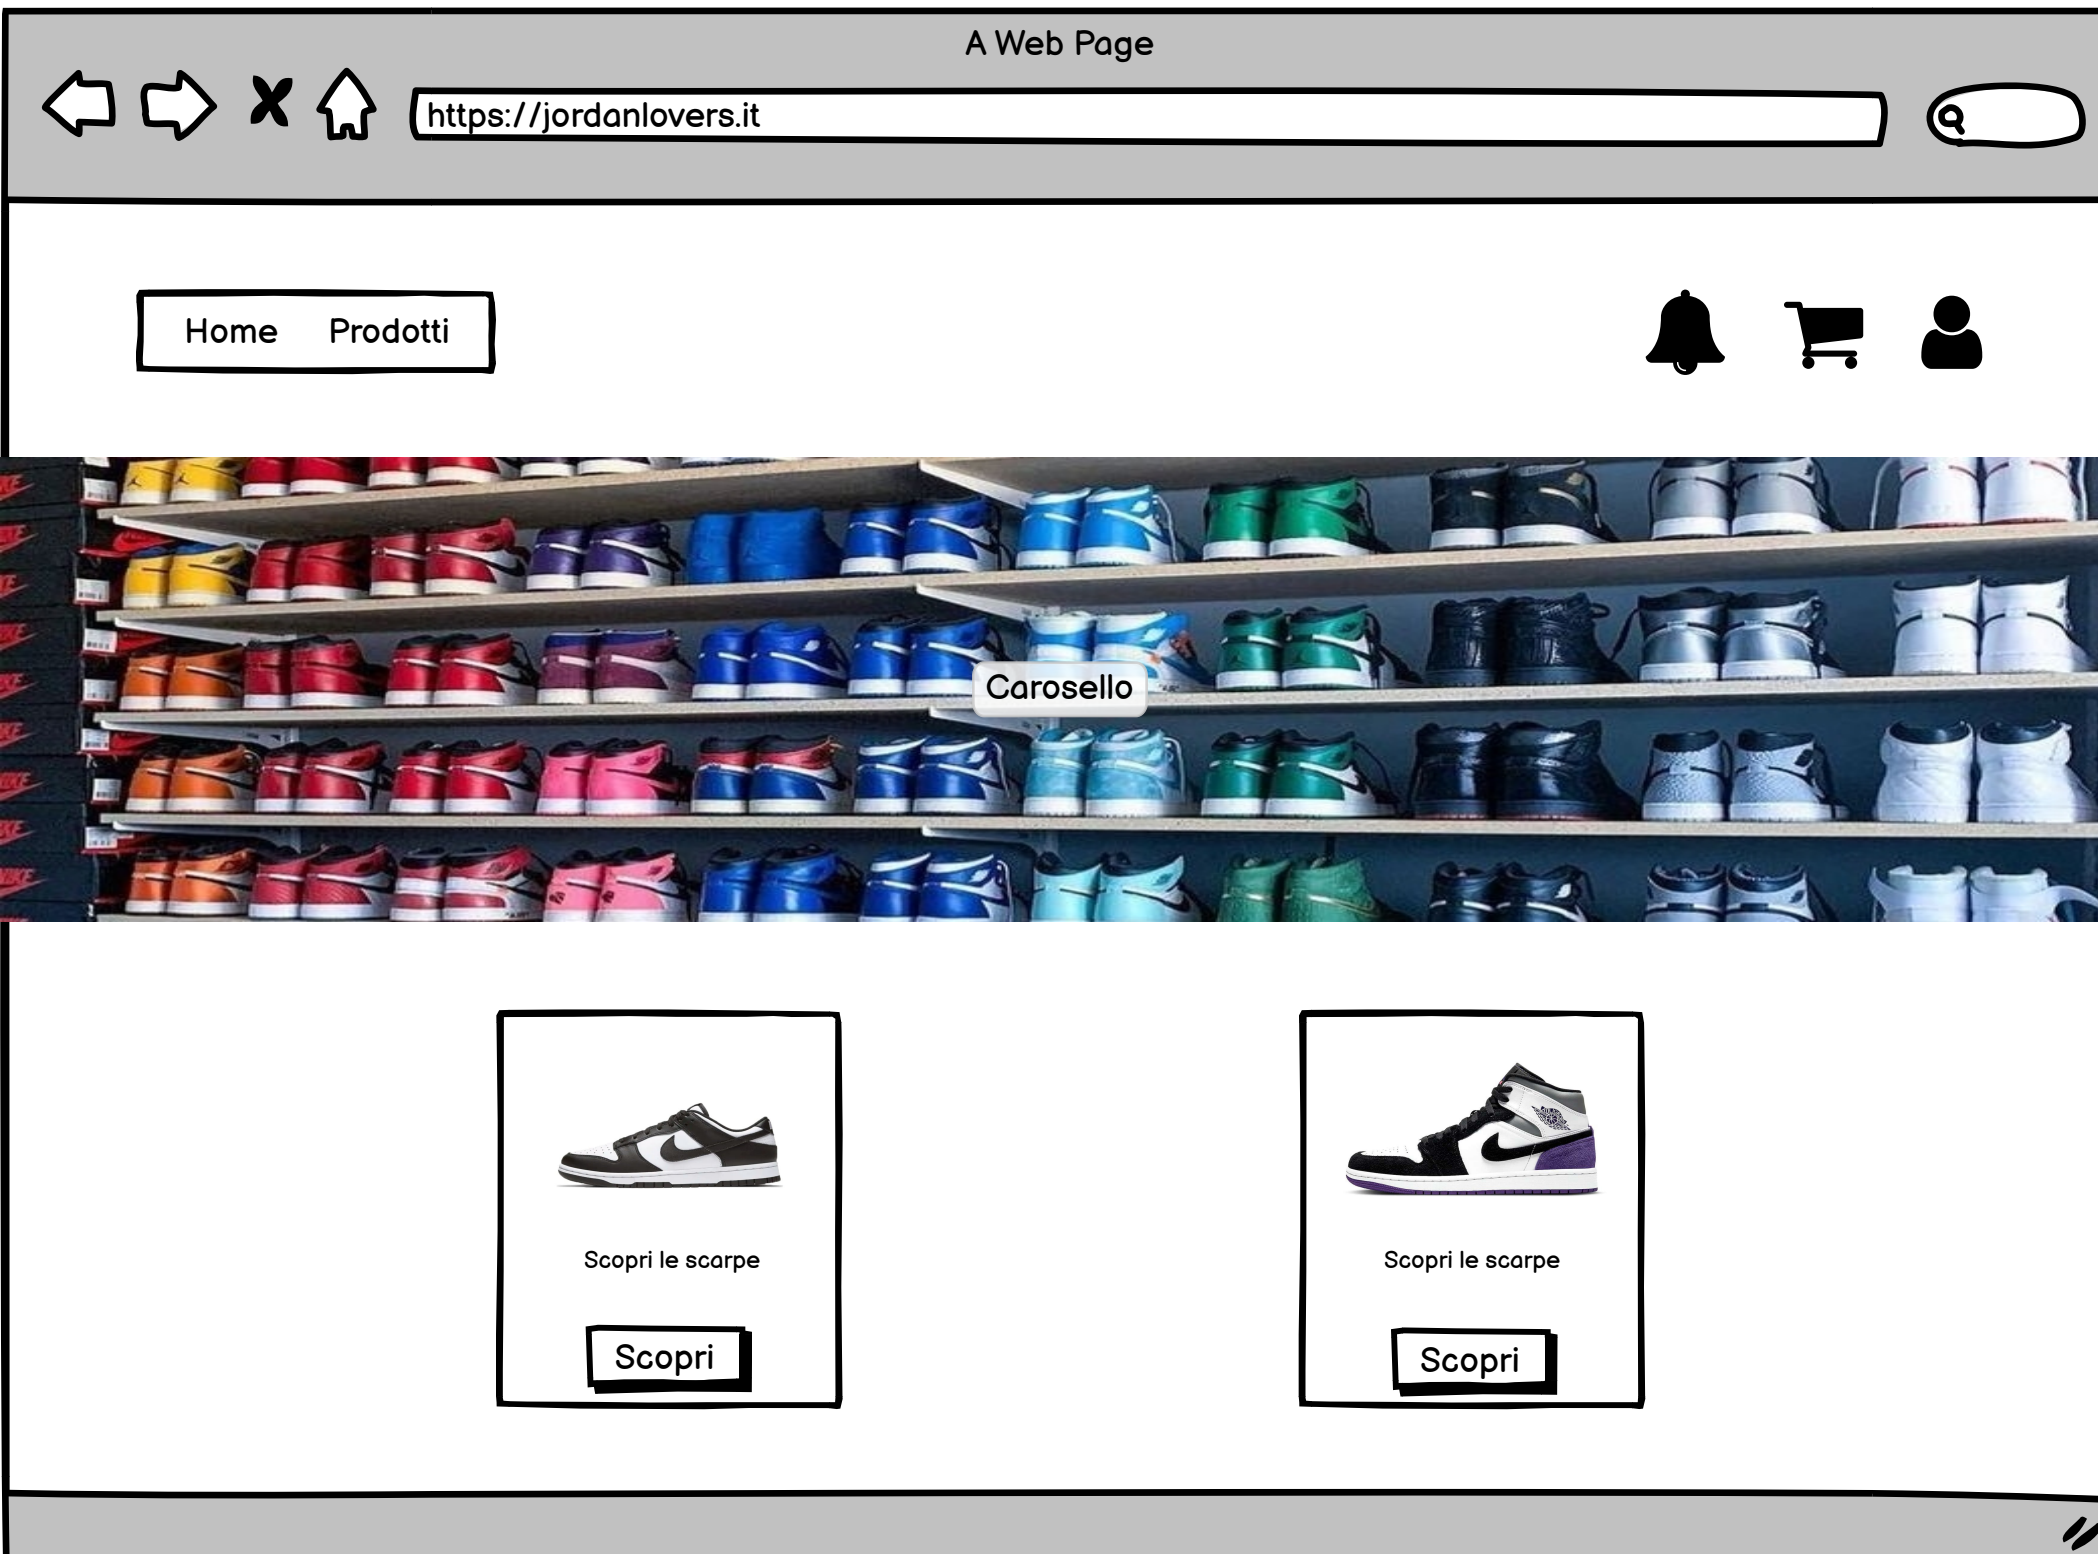 A Web Page
https://jordanlovers.it
Home Prodotti
Carosello
Scopri le scarpe
Scopri
Scopri le scarpe
Scopri